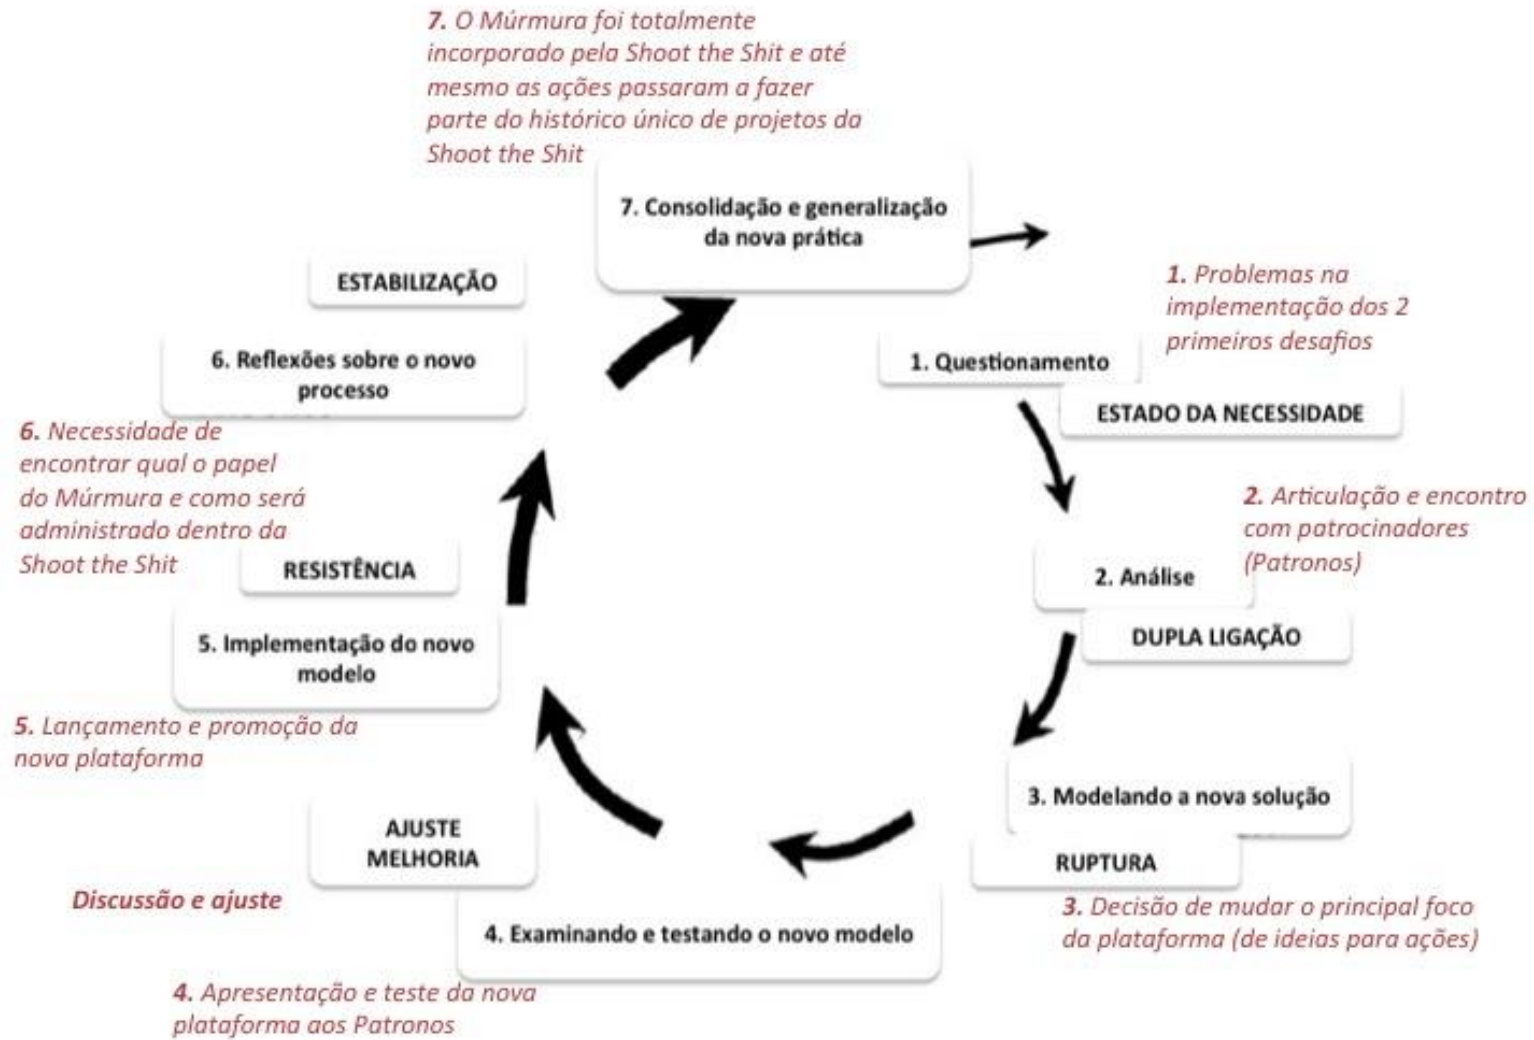 7. O Múrmura foi totalmente
incorporado pela Shoot the Shit e até
mesmo as ações passaram a fazer
parte do histórico único de projetos da
Shoot the Shit
7. Consolidação e generalização
da nova prática
1. Problemas na
implementação dos 2
primeiros desafios
1. Questionamento
ESTADO DA NECESSIDADE
2. Articulação e encontro
com patrocinadores
(Patronos)
2. Análise
DUPLA LIGAÇÃO
3. Modelando a nova solução
RUPTURA
3. Decisão de mudar o principal foco
da plataforma (de ideias para ações)
4. Examinando e testando o novo modelo
4. Apresentação e teste da nova
plataforma aos Patronos
AJUSTE
MELHORIA
Discussão e ajuste
5. Implementação do novo
modelo
5. Lançamento e promoção da
nova plataforma
RESISTÊNCIA
6. Reflexões sobre o novo
processo
6. Necessidade de
encontrar qual o papel
do Múrmura e como será
administrado dentro da
Shoot the Shit
ESTABILIZAÇÃO